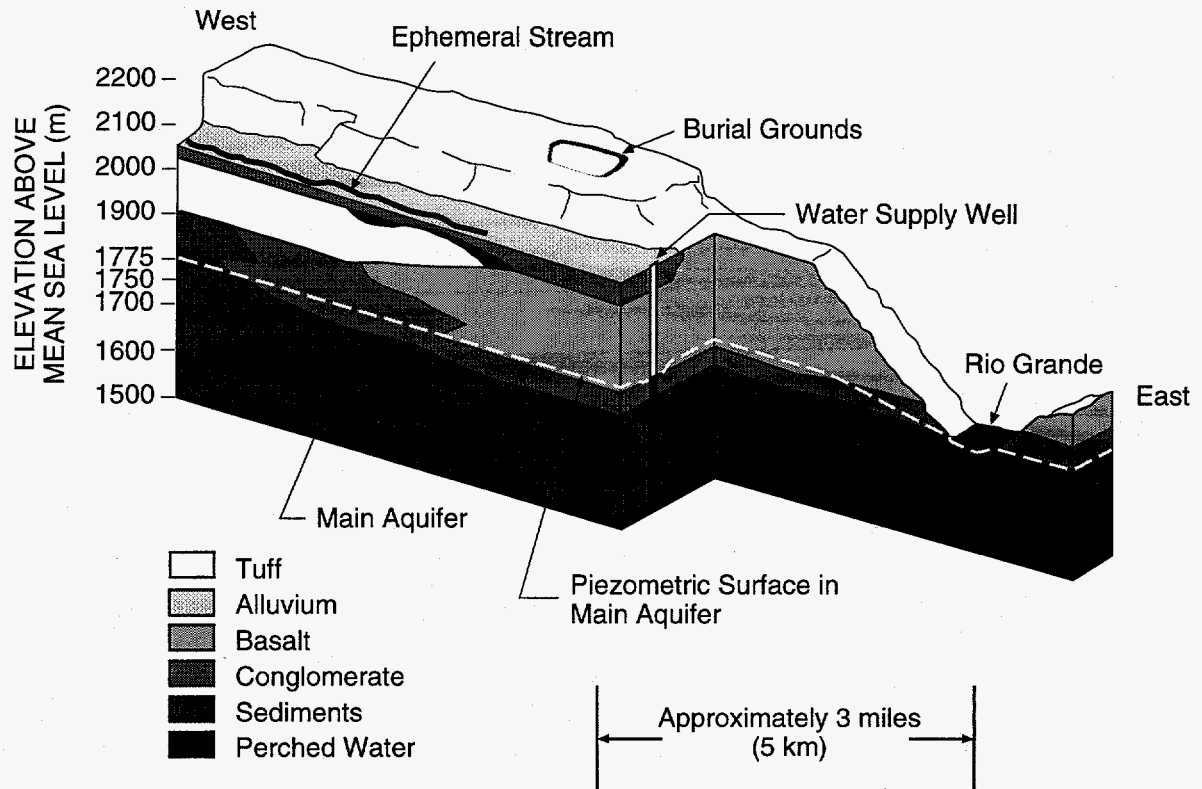 West
Ephemeral Stream
ELEVATION ABOVE
MEAN SEA LEVEL (m)
2200
2100
2000
1900
1775
1750
1700
1600
1500
Burial Grounds
Water Supply Well
Rio Grande
East
Main Aquifer
Piezometric Surface in
Main Aquifer
Tuff
Alluvium
Basalt
Conglomerate
Sediments
Perched Water
Approximately 3 miles
(5 km)